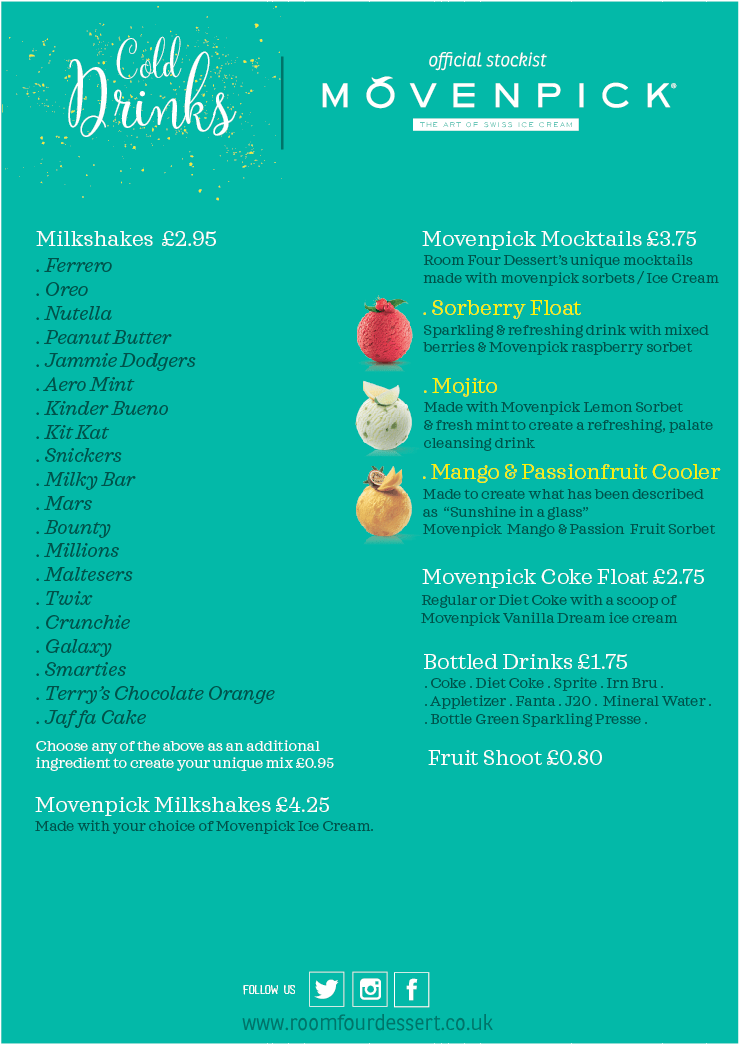 Cold
Drinks
official stockist
MÖVENPICK®
THE ART OF SWISS ICE CREAM
Milkshakes £2.95
. Ferrero
. Oreo
. Nutella
. Peanut Butter
. Jammie Dodgers
. Aero Mint
. Kinder Bueno
. Kit Kat
. Snickers
. Milky Bar
. Mars
. Bounty
. Millions
. Maltesers
. Twix
. Crunchie
. Galaxy
. Smarties
. Terry's Chocolate Orange
. Jaffa Cake
Choose any of the above as an additional
ingredient to create your unique mix £0.95
Movenpick Milkshakes £4.25
Made with your choice of Movenpick Ice Cream.
Movenpick Mocktails £3.75
Room Four Dessert's unique mocktails
made with movenpick sorbets / Ice Cream
. Sorberry Float
Sparkling & refreshing drink with mixed
berries & Movenpick raspberry sorbet
. Mojito
Made with Movenpick Lemon Sorbet
& fresh mint to create a refreshing, palate
cleansing drink
. Mango & Passionfruit Cooler
Made to create what has been described
as “Sunshine in a glass”
Movenpick Mango & Passion Fruit Sorbet
Movenpick Coke Float £2.75
Regular or Diet Coke with a scoop of
Movenpick Vanilla Dream ice cream
Bottled Drinks £1.75
. Coke . Diet Coke . Sprite . Irn Bru .
. Appletizer . Fanta . J20 . Mineral Water .
. Bottle Green Sparkling Presse .
Fruit Shoot £0.80
FOLLOW US
www.roomfourdessert.co.uk